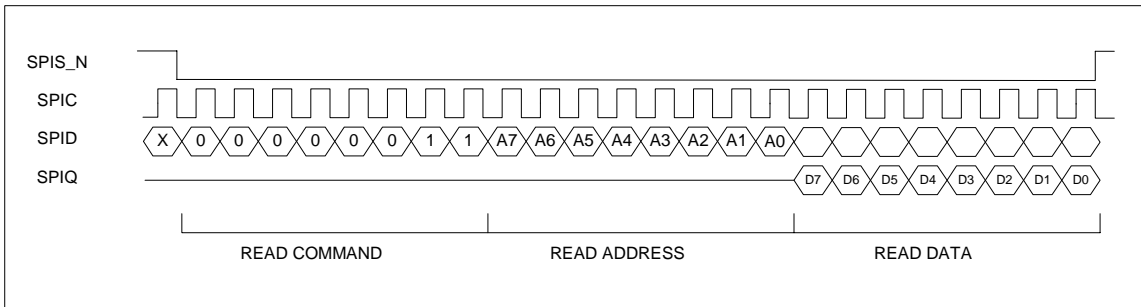 SPIS_N
SPIC
SPID X 0 0 0 0 0 0 1 1 A7 A6 A5 A4 A3 A2 A1 A0
SPIQ D7 D6 D5 D4 D3 D2 D1 D0
READ COMMAND READ ADDRESS READ DATA